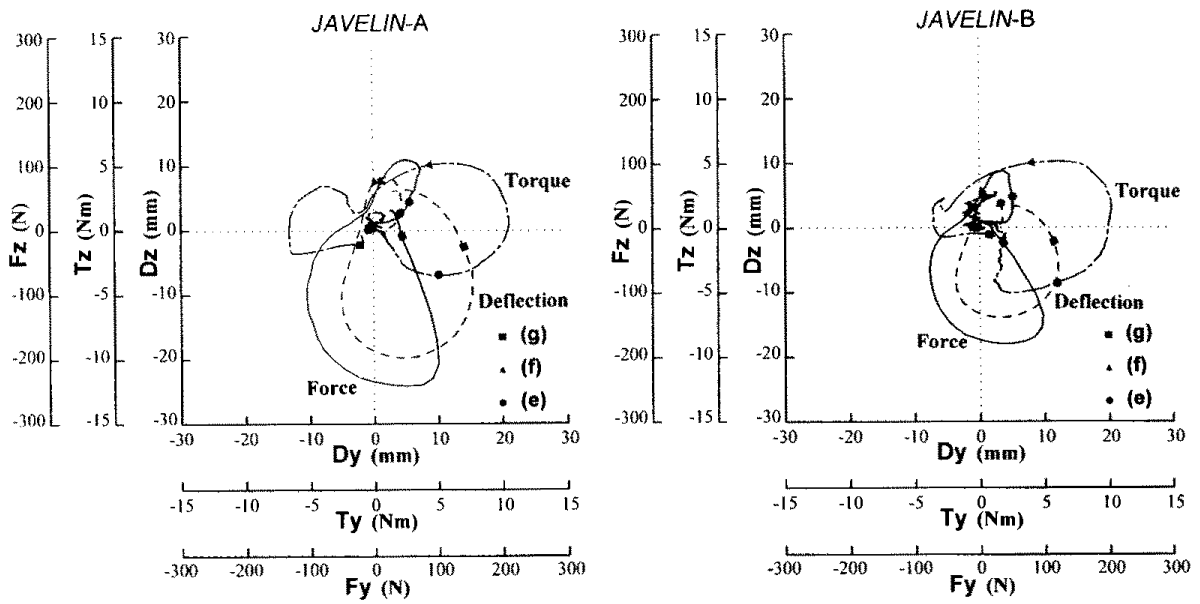 JAVELIN-A
Fz (N)
300
200
100
0
-100
-200
-300
Tz (Nm)
15
10
5
0
-5
-10
-15
Dz (mm)
30
20
10
0
-10
-20
-30
Torque
Deflection
Force
(g)
(f)
(e)
-30 -20 -10 0 10 20 30
Dy (mm)
-15 -10 -5 0 5 10 15
Ty (Nm)
-300 -200 -100 0 100 200 300
Fy (N)
JAVELIN-B
Fz (N)
300
200
100
0
-100
-200
-300
Tz (Nm)
15
10
5
0
-5
-10
-15
Dz (mm)
30
20
10
0
-10
-20
-30
Torque
Deflection
Force
(g)
(f)
(e)
-30 -20 -10 0 10 20 30
Dy (mm)
-15 -10 -5 0 5 10 15
Ty (Nm)
-300 -200 -100 0 100 200 300
Fy (N)